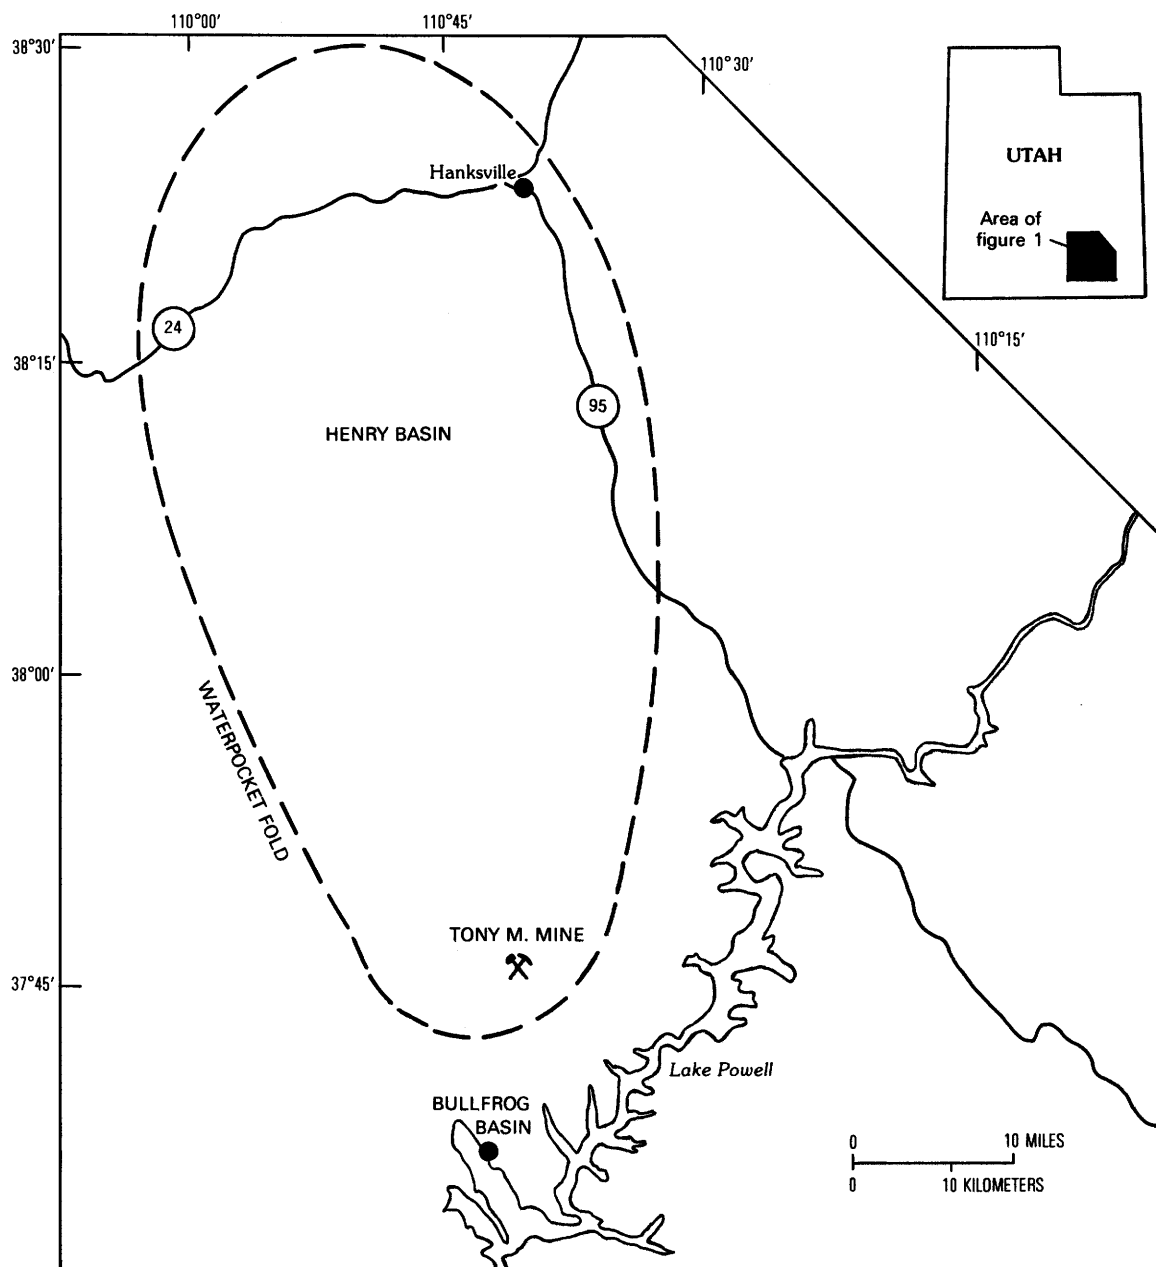 110°00′
110°45′
38°30′
110°30′
Hanksville
UTAH
Area of
figure 1
24
110°15′
38°15′
95
HENRY BASIN
38°00′
WATERPOCKET FOLD
TONY M. MINE
37°45′
Lake Powell
BULLFROG
BASIN
0 10 MILES
0 10 KILOMETERS